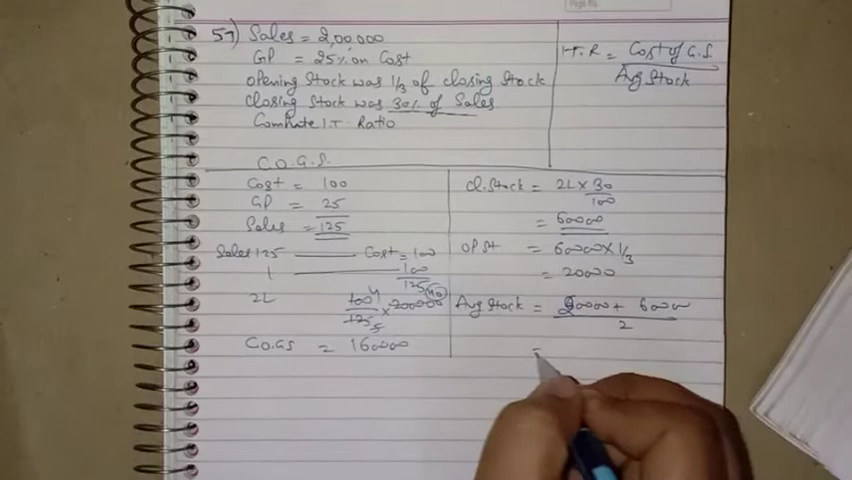 57) Sales = 2,00,000
GP = 25% on Cost
opening Stock was 1/3 of closing Stock
closing Stock was 30% of Sales
Compute I.T. Ratio
I.T.R = Cost of G.S.
Avg Stock
C.O.G.S.
Cost = 100
GP = 25
Sales = 125
Sales 125 Cost = 100
1 100
125
2L 100 × 200000
125
C.O.GS = 160000
Cl. Stock = 2L × 30
100
= 60000
OP St = 60000 × 1/3
= 20000
Avg Stock = 20000 + 60000
2
=